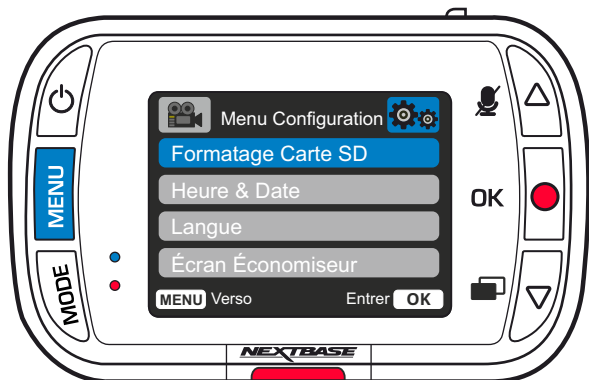 Menu Configuration
Formatage Carte SD
Heure & Date
Langue
Écran Économiseur
MENU Verso Entrer OK
MENU
MODE
OK
NEXTBASE